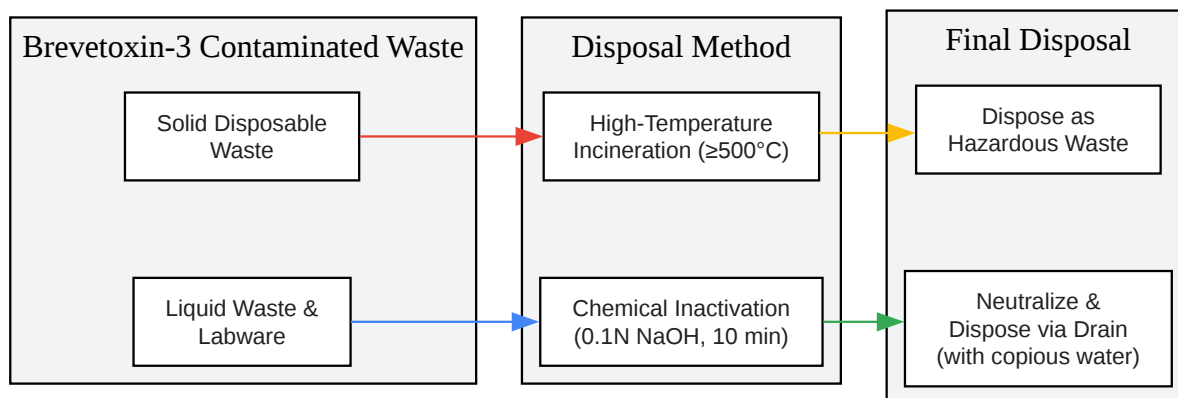 Brevetoxin-3 Contaminated Waste
Solid Disposable
Waste
Liquid Waste &
Labware
Disposal Method
High-Temperature
Incineration (≥500°C)
Chemical Inactivation
(0.1N NaOH, 10 min)
Final Disposal
Dispose as
Hazardous Waste
Neutralize &
Dispose via Drain
(with copious water)